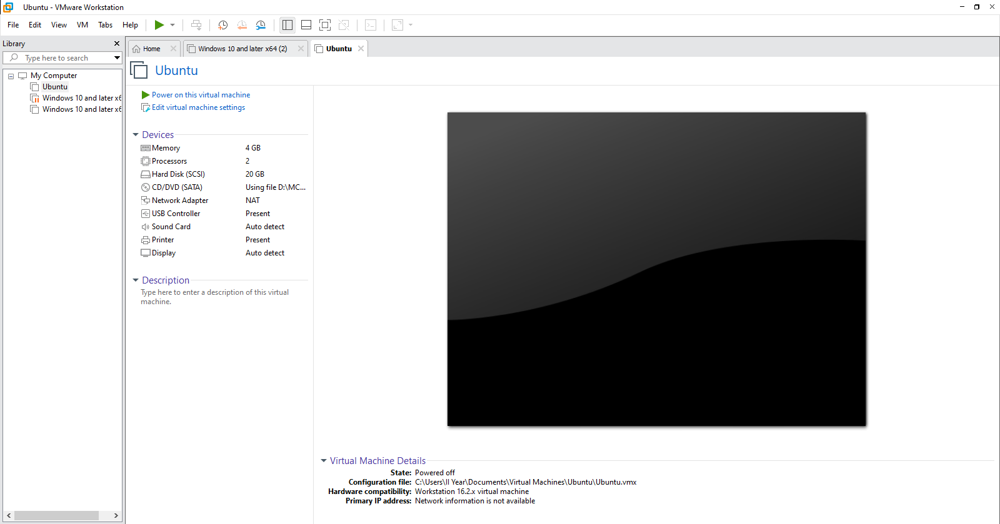 Ubuntu - VMware Workstation
File Edit View VM Tabs Help
Library
Type here to search
My Computer
Ubuntu
Windows 10 and later x6
Windows 10 and later x6
Home
Windows 10 and later x64 (2)
Ubuntu
Ubuntu
Power on this virtual machine
Edit virtual machine settings
Devices
Memory 4 GB
Processors 2
Hard Disk (SCSI) 20 GB
CD/DVD (SATA) Using file D:\MC...
Network Adapter NAT
USB Controller Present
Sound Card Auto detect
Printer Present
Display Auto detect
Description
Type here to enter a description of this virtual
machine.
Virtual Machine Details
State: Powered off
Configuration file: C:\Users\II Year\Documents\Virtual Machines\Ubuntu\Ubuntu.vmx
Hardware compatibility: Workstation 16.2.x virtual machine
Primary IP address: Network information is not available